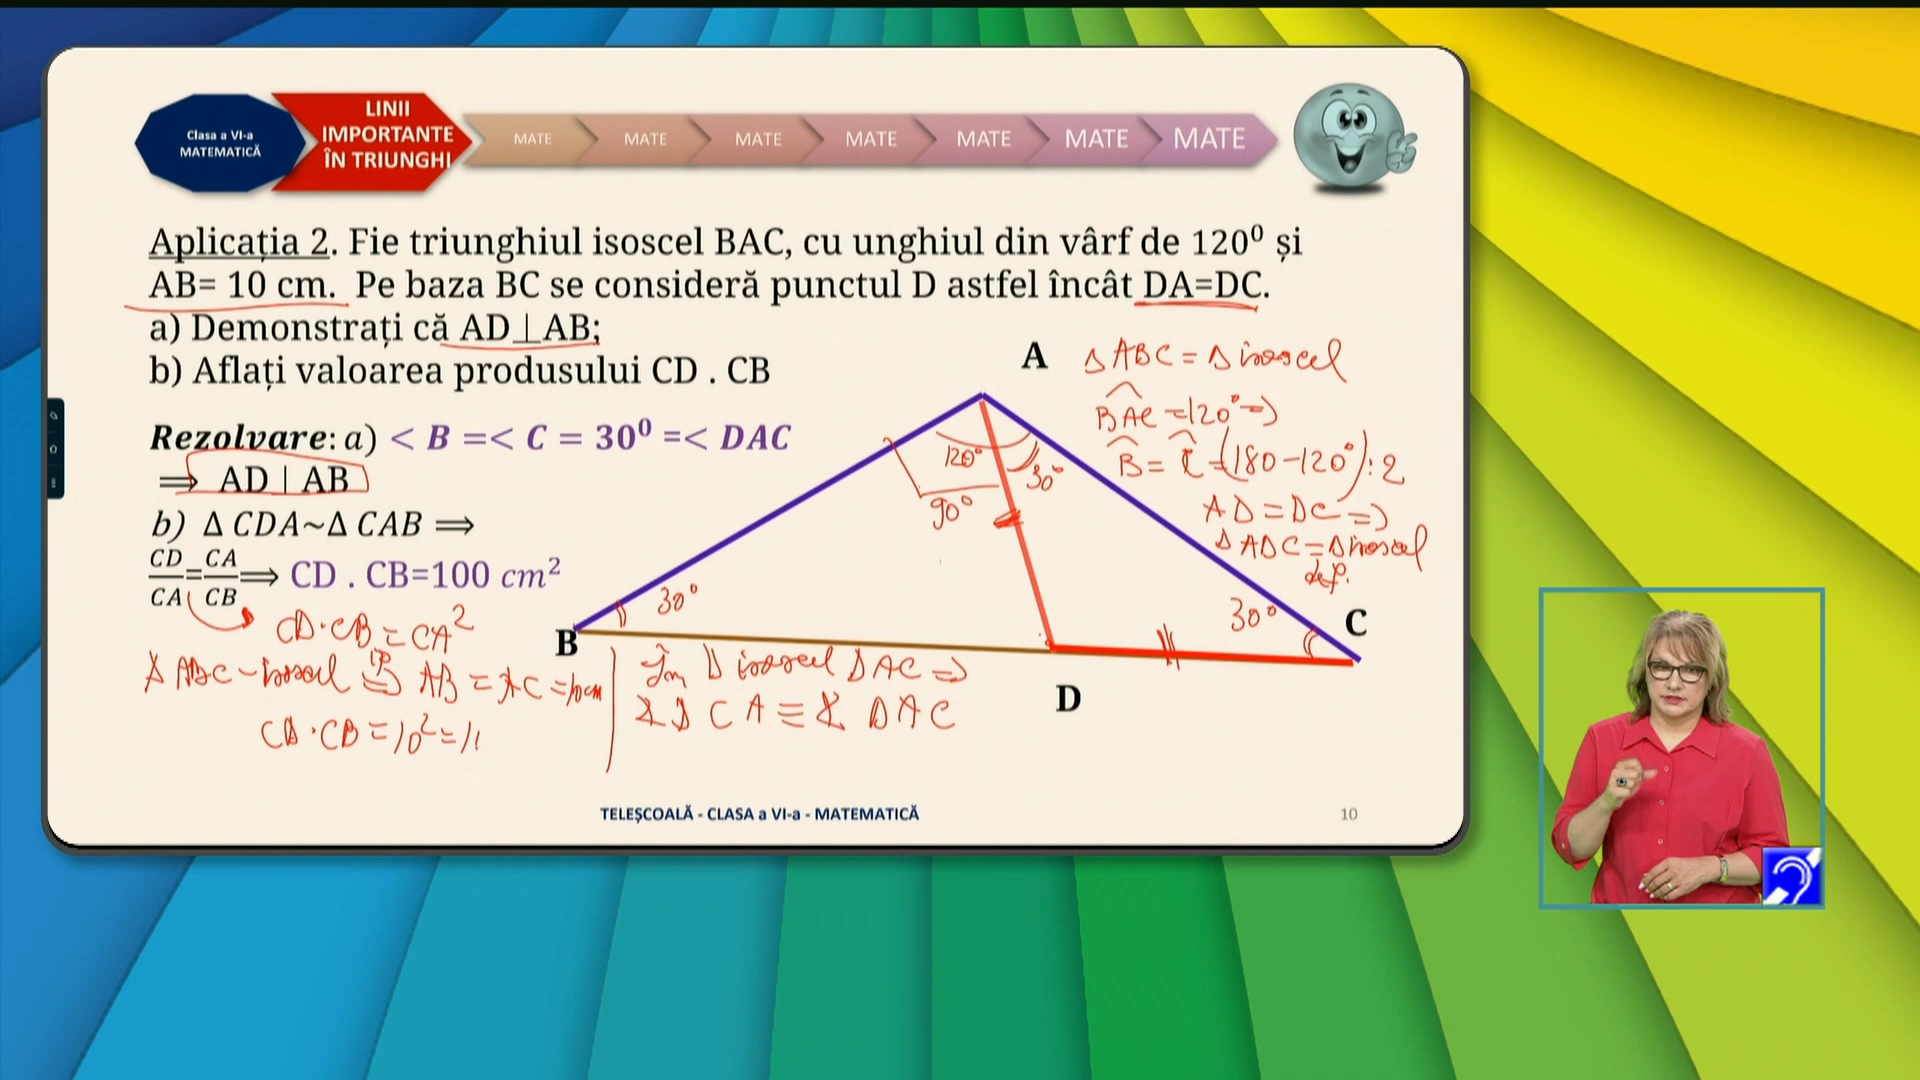 Clasa a VI-a
MATEMATICĂ
LINII
IMPORTANTE
ÎN TRIUNGHI
MATE MATE MATE MATE MATE MATE MATE
Aplicația 2. Fie triunghiul isoscel BAC, cu unghiul din vârf de 120⁰ și
AB= 10 cm. Pe baza BC se consideră punctul D astfel încât DA=DC.
a) Demonstrați că AD⊥AB;
b) Aflați valoarea produsului CD . CB
Rezolvare: a) < B =< C = 30⁰ =< DAC
⟹ AD | AB
b) Δ CDA~Δ CAB ⟹
CD/CA=CA/CB⟹ CD . CB=100 cm²
CD·CB=CA²
Δ ABC-isosel ⟹ AB=AC=10cm
CD·CB=10²=1
A
120°
30°
90°
30°
30°
B
D
C
Δ ABC = Δ isoscel
BAC =120° =>
B = C =(180-120°):2
AD=DC=>
Δ ADC=Δ isoscel
def.
În Δ isoscel DAC =>
∢ DCA ≡ ∢ DAC
TELEȘCOALĂ - CLASA a VI-a - MATEMATICĂ
10